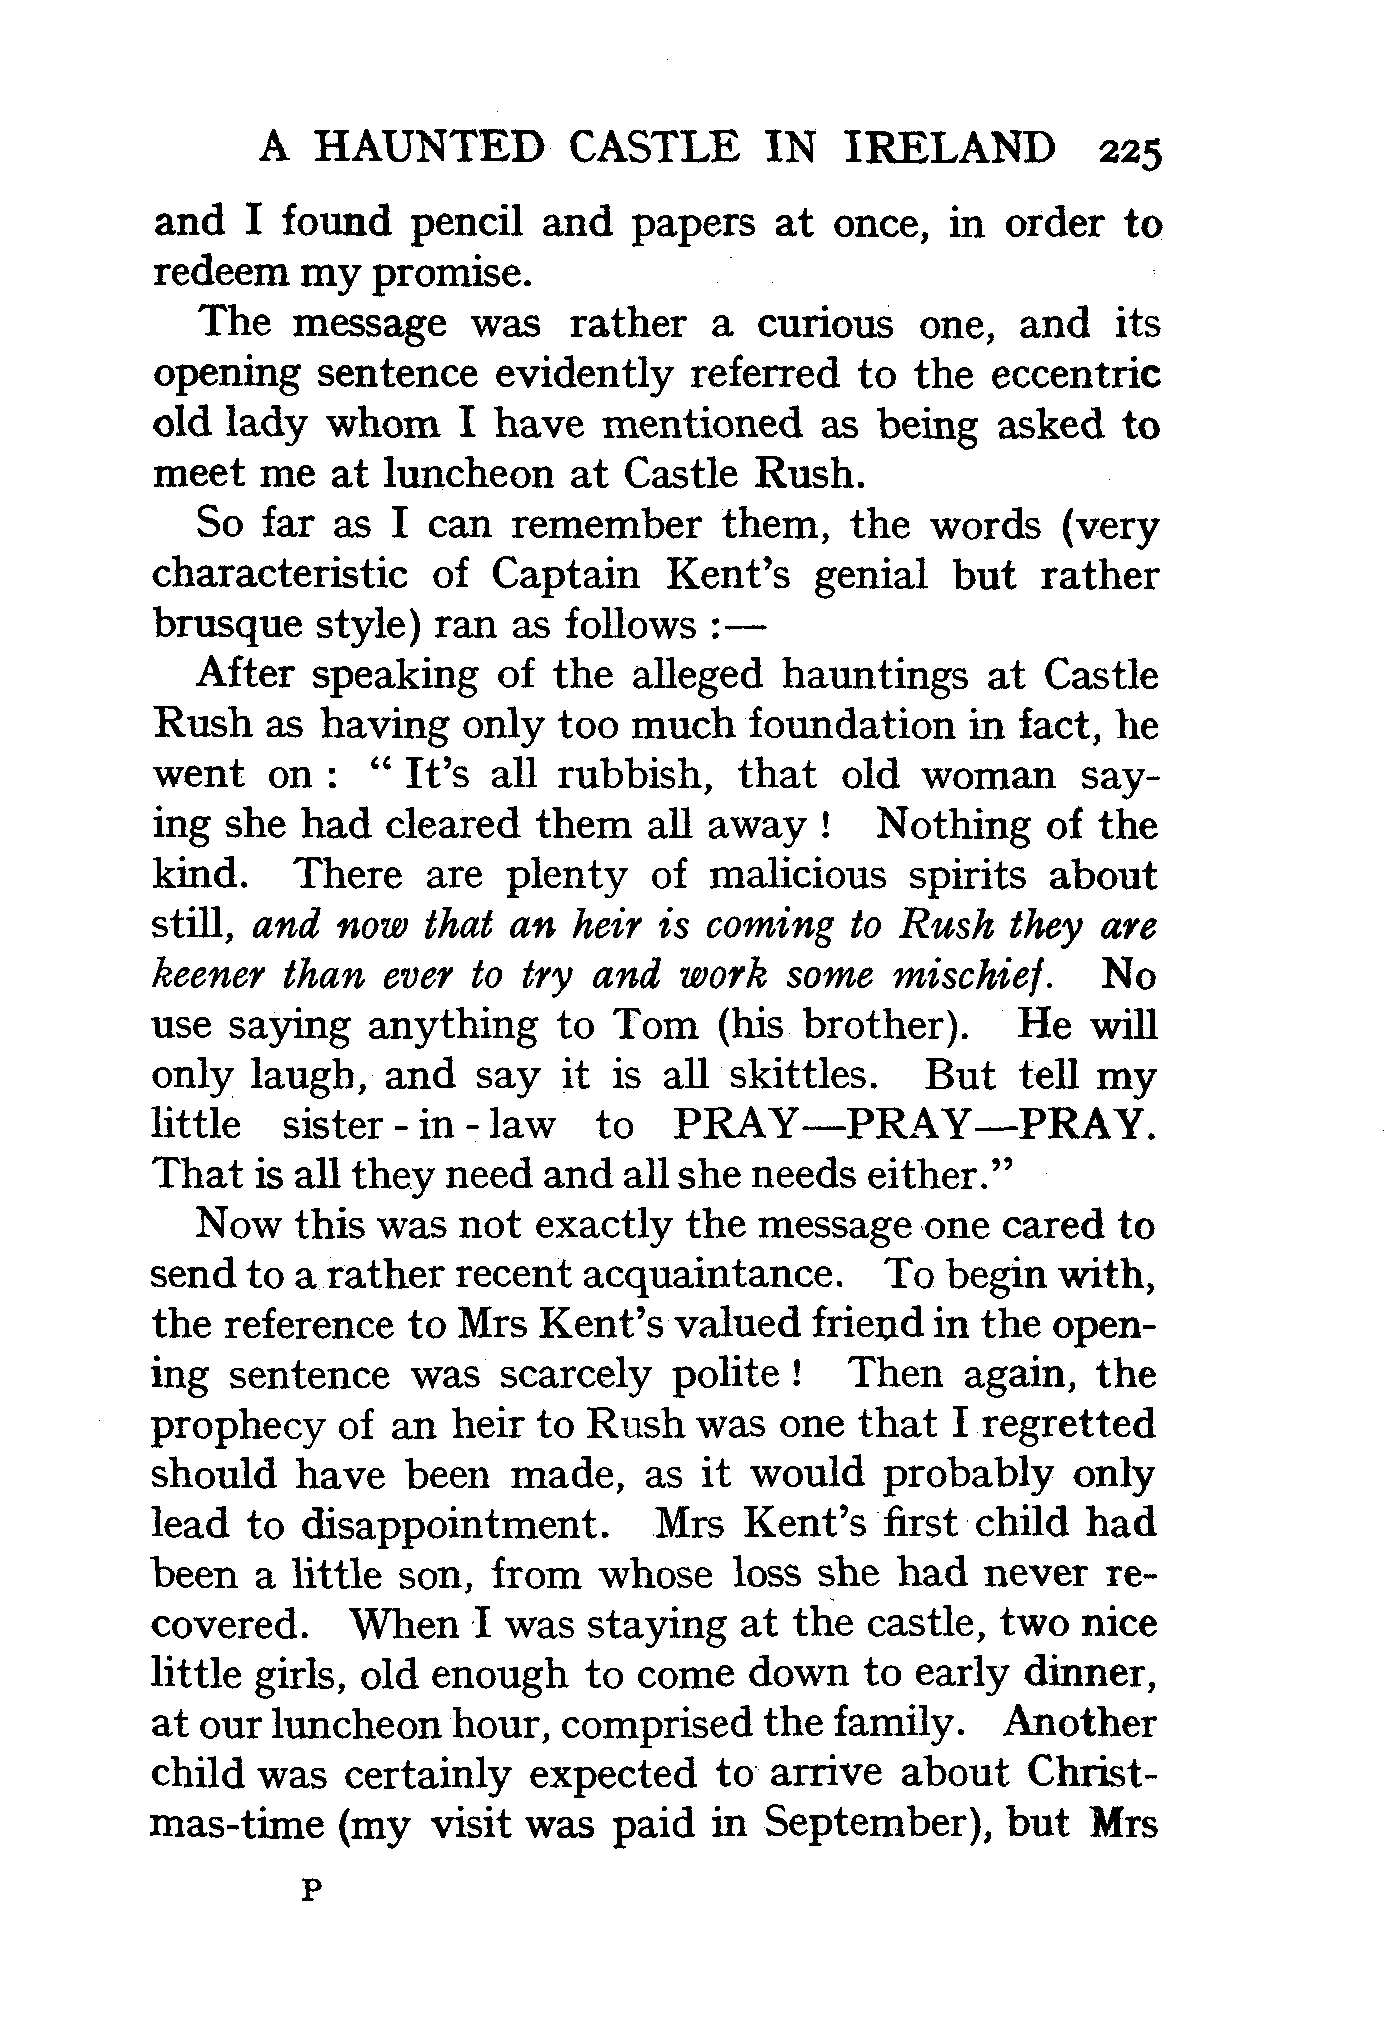 A HAUNTED CASTLE IN IRELAND 225
and I found pencil and papers at once, in order to
redeem my promise.
The message was rather a curious one, and its
opening sentence evidently referred to the eccentric
old lady whom I have mentioned as being asked to
meet me at luncheon at Castle Rush.
So far as I can remember them, the words (very
characteristic of Captain Kent's genial but rather
brusque style) ran as follows :—
After speaking of the alleged hauntings at Castle
Rush as having only too much foundation in fact, he
went on : “ It's all rubbish, that old woman say-
ing she had cleared them all away ! Nothing of the
kind. There are plenty of malicious spirits about
still, and now that an heir is coming to Rush they are
keener than ever to try and work some mischief. No
use saying anything to Tom (his brother). He will
only laugh, and say it is all skittles. But tell my
little sister - in - law to PRAY—PRAY—PRAY.
That is all they need and all she needs either.”
Now this was not exactly the message one cared to
send to a rather recent acquaintance. To begin with,
the reference to Mrs Kent's valued friend in the open-
ing sentence was scarcely polite ! Then again, the
prophecy of an heir to Rush was one that I regretted
should have been made, as it would probably only
lead to disappointment. Mrs Kent's first child had
been a little son, from whose loss she had never re-
covered. When I was staying at the castle, two nice
little girls, old enough to come down to early dinner,
at our luncheon hour, comprised the family. Another
child was certainly expected to arrive about Christ-
mas-time (my visit was paid in September), but Mrs
P